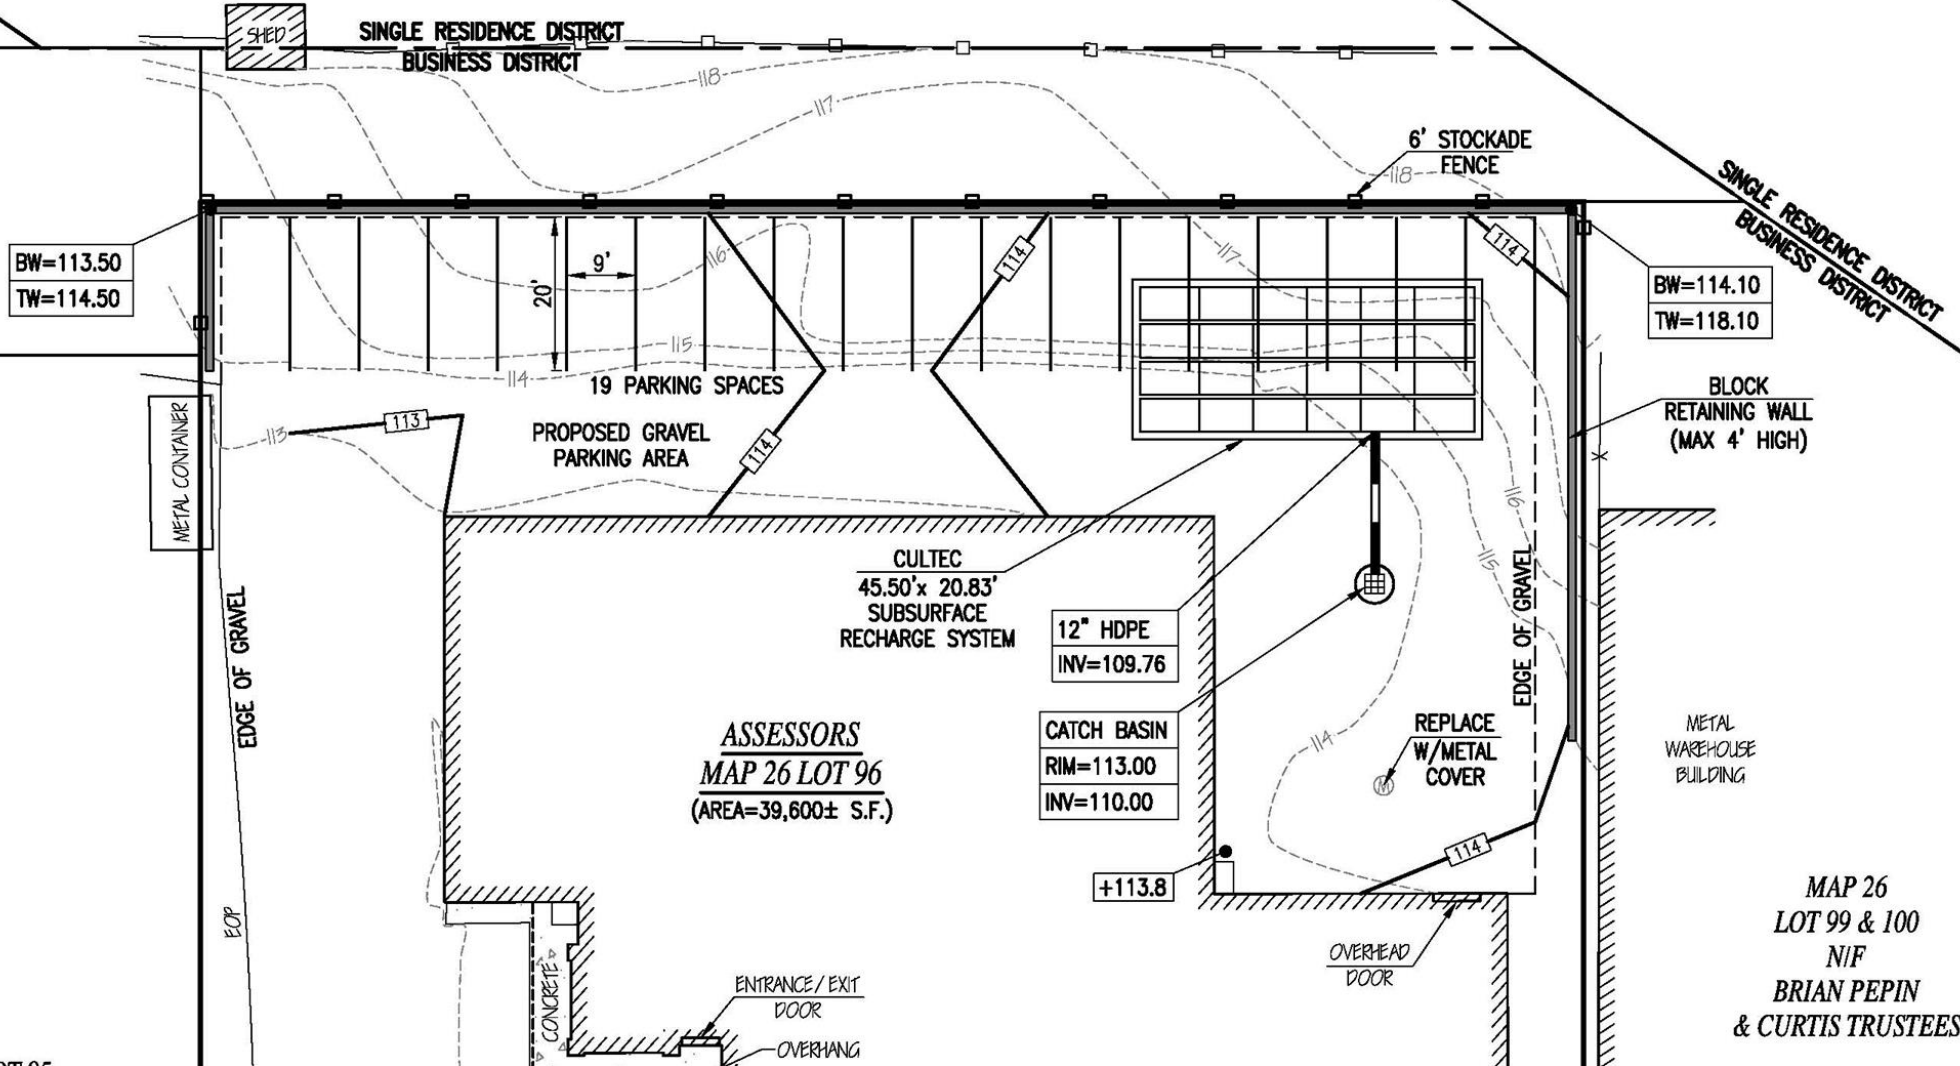 SHED
SINGLE RESIDENCE DISTRICT
BUSINESS DISTRICT
118
117
6' STOCKADE
FENCE
118
SINGLE RESIDENCE DISTRICT
BUSINESS DISTRICT
BW=113.50
TW=114.50
20'
9'
116
114
117
114
BW=114.10
TW=118.10
115
114
19 PARKING SPACES
BLOCK
RETAINING WALL
(MAX 4' HIGH)
METAL CONTAINER
113
113
PROPOSED GRAVEL
PARKING AREA
114
X
116
115
CULTEC
45.50'x 20.83'
SUBSURFACE
RECHARGE SYSTEM
12" HDPE
INV=109.76
EDGE OF GRAVEL
EDGE OF GRAVEL
CATCH BASIN
RIM=113.00
INV=110.00
ASSESSORS
MAP 26 LOT 96
(AREA=39,600± S.F.)
114
REPLACE
W/METAL
COVER
M
METAL
WAREHOUSE
BUILDING
114
+113.8
EOP
MAP 26
LOT 99 & 100
N/F
BRIAN PEPIN
& CURTIS TRUSTEES
OVERHEAD
DOOR
CONCRETE
ENTRANCE/EXIT
DOOR
OVERHANG